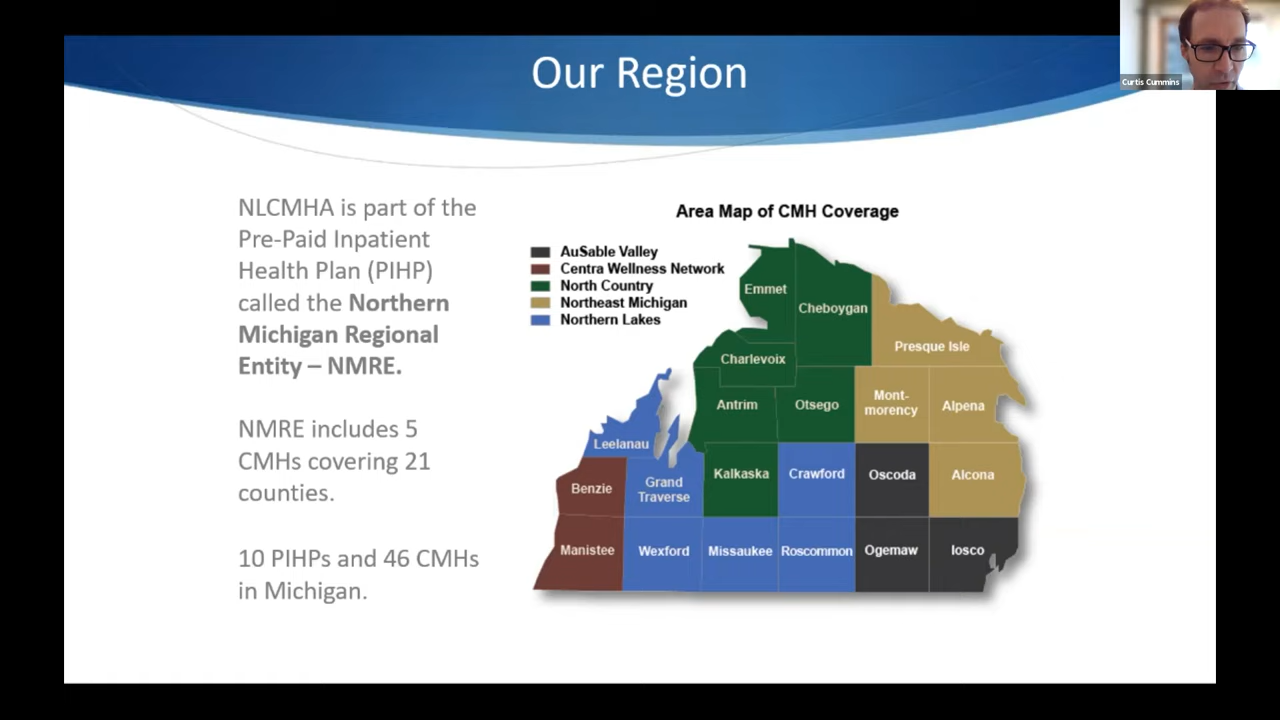 Our Region
Curtis Cummins
NLCMHA is part of the
Pre-Paid Inpatient
Health Plan (PIHP)
called the Northern
Michigan Regional
Entity – NMRE.
NMRE includes 5
CMHs covering 21
counties.
10 PIHPs and 46 CMHs
in Michigan.
Area Map of CMH Coverage
AuSable Valley
Centra Wellness Network
North Country
Northeast Michigan
Northern Lakes
Emmet
Cheboygan
Presque Isle
Charlevoix
Antrim
Otsego
Mont-
morency
Alpena
Leelanau
Benzie
Grand
Traverse
Kalkaska
Crawford
Oscoda
Alcona
Manistee
Wexford
Missaukee
Roscommon
Ogemaw
Iosco